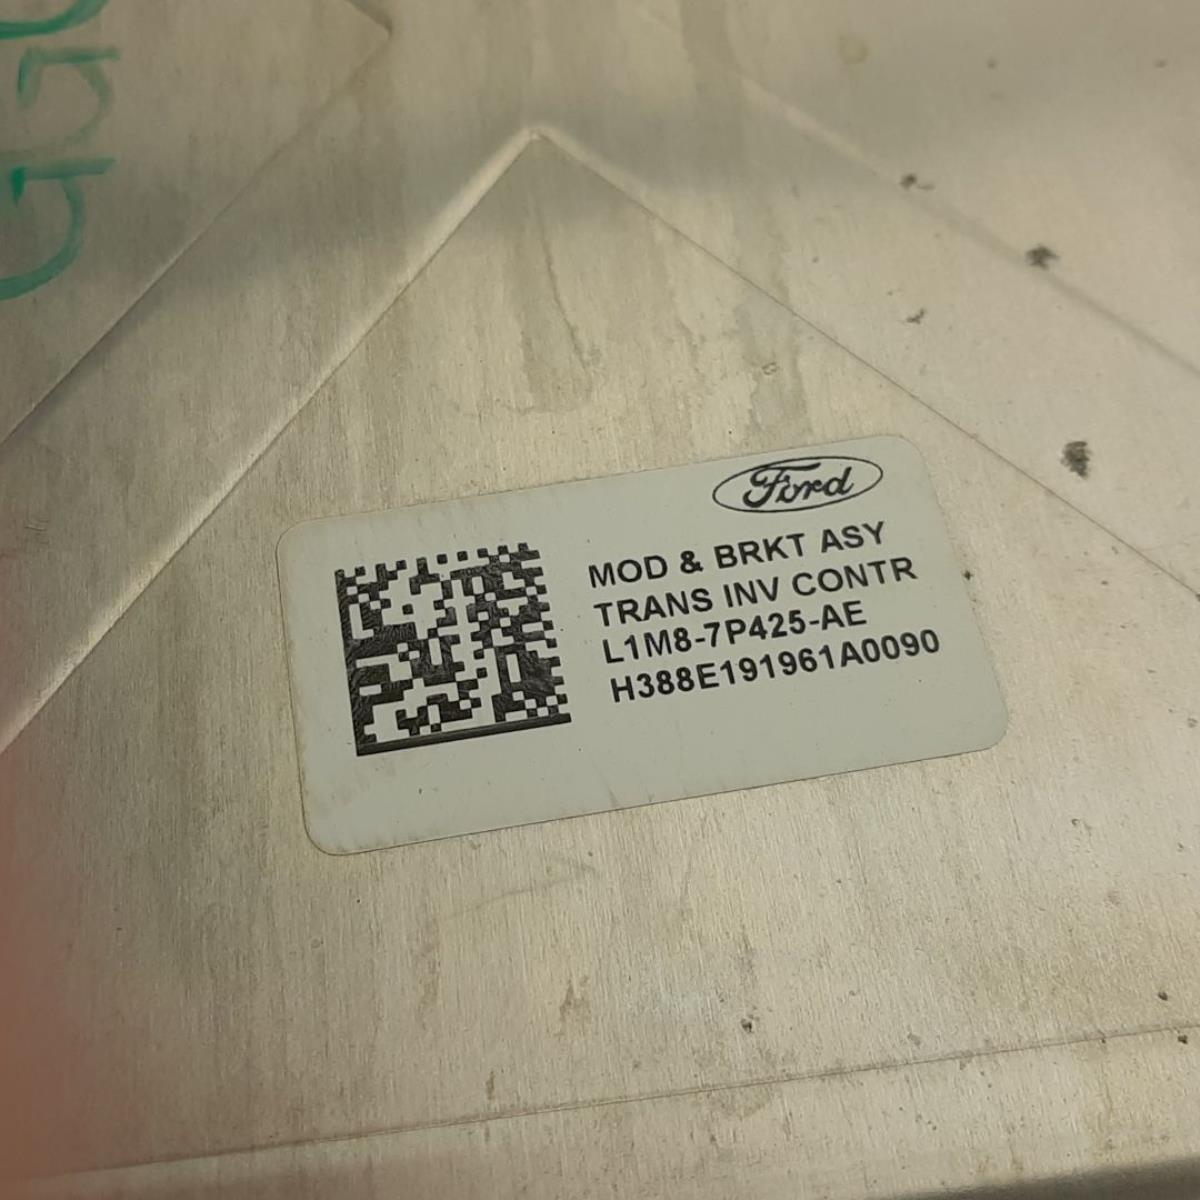 Ford
MOD & BRKT ASY
TRANS INV CONTR
L1M8-7P425-AE
H388E191961A0090